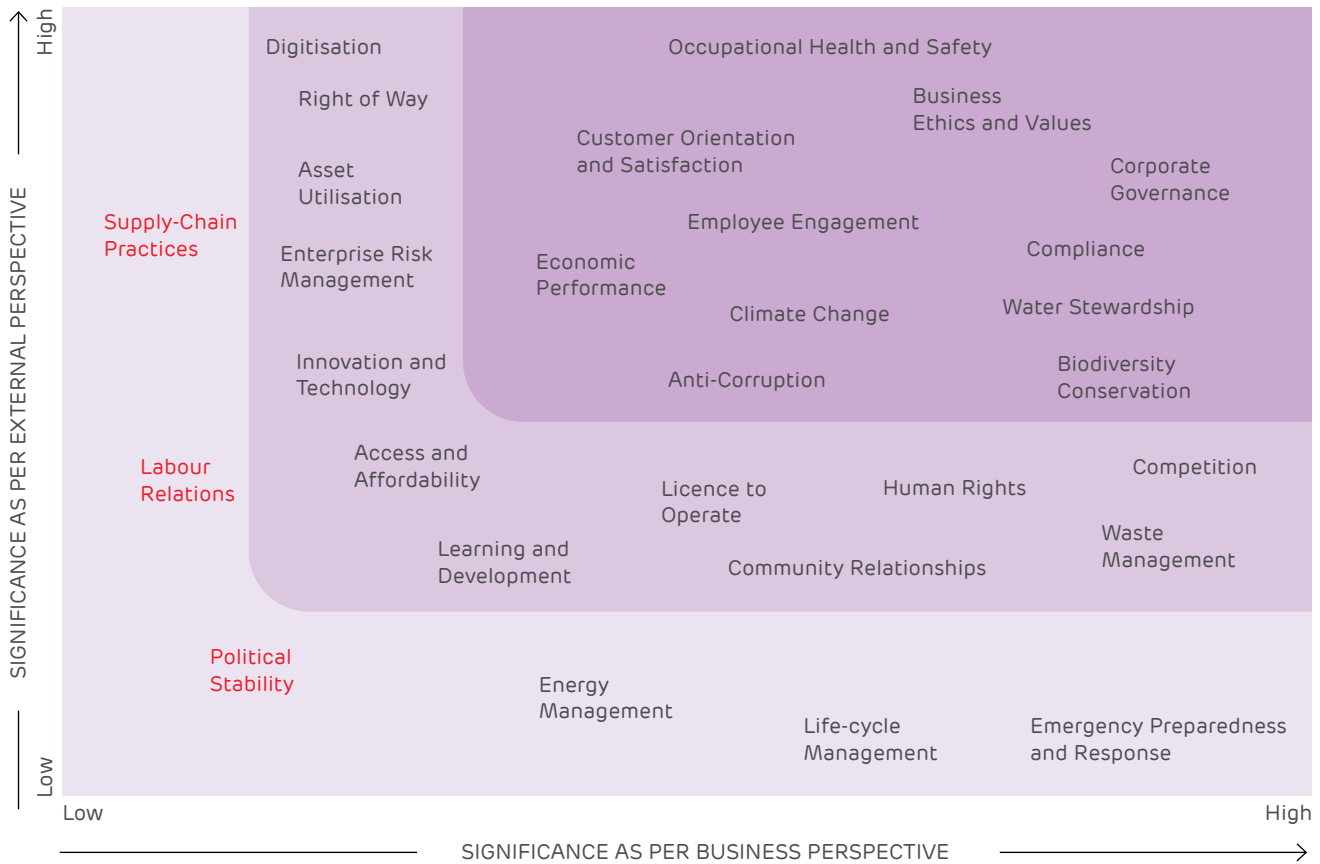 High
SIGNIFICANCE AS PER EXTERNAL PERSPECTIVE
Low
Digitisation
Occupational Health and Safety
Right of Way
Business
Ethics and Values
Customer Orientation
and Satisfaction
Asset
Utilisation
Corporate
Governance
Supply-Chain
Practices
Employee Engagement
Enterprise Risk
Management
Economic
Performance
Compliance
Climate Change
Water Stewardship
Innovation and
Technology
Anti-Corruption
Biodiversity
Conservation
Labour
Relations
Access and
Affordability
Licence to
Operate
Human Rights
Competition
Learning and
Development
Community Relationships
Waste
Management
Political
Stability
Energy
Management
Life-cycle
Management
Emergency Preparedness
and Response
Low
High
SIGNIFICANCE AS PER BUSINESS PERSPECTIVE